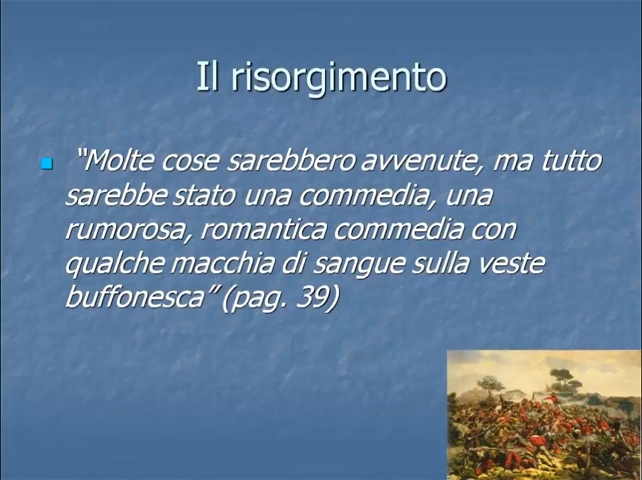 Il risorgimento
“Molte cose sarebbero avvenute, ma tutto
sarebbe stato una commedia, una
rumorosa, romantica commedia con
qualche macchia di sangue sulla veste
buffonesca” (pag. 39)